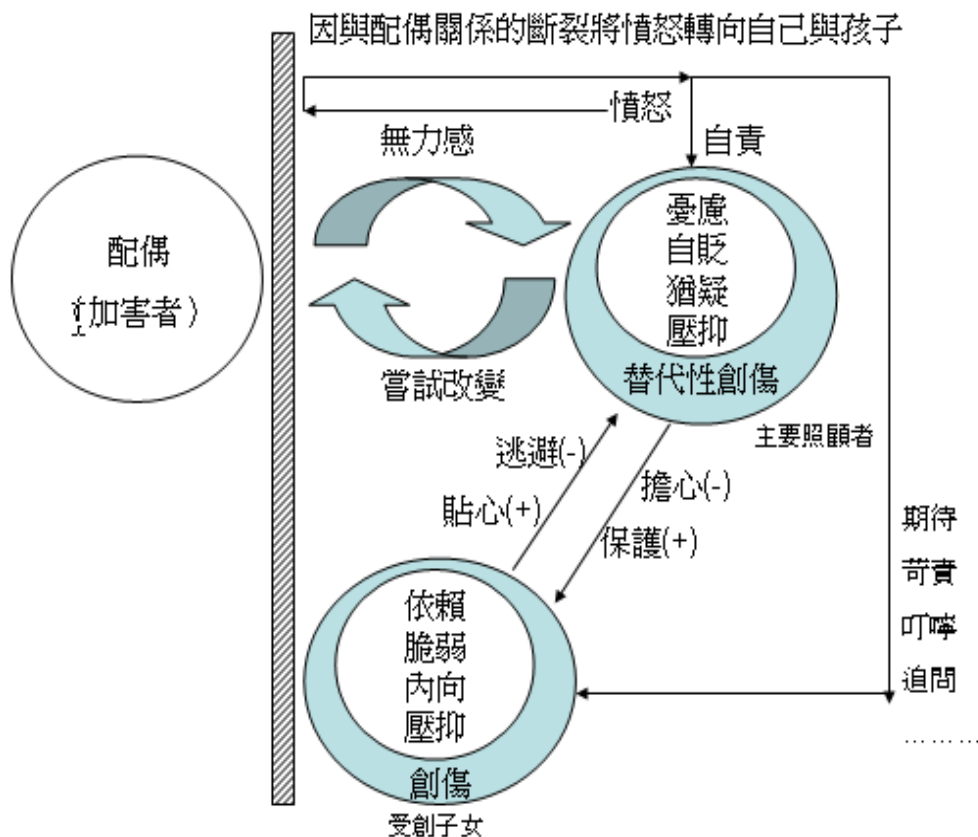 因與配偶關係的斷裂將憤怒轉向自己與孩子
憤怒
無力感
自責
配偶
（加害者）
憂慮
自貶
猶疑
壓抑
替代性創傷
主要照顧者
嘗試改變
逃避(-)
貼心(+)
擔心(-)
保護(+)
期待
苛責
叮嚀
追問
………
依賴
脆弱
內向
壓抑
創傷
受創子女